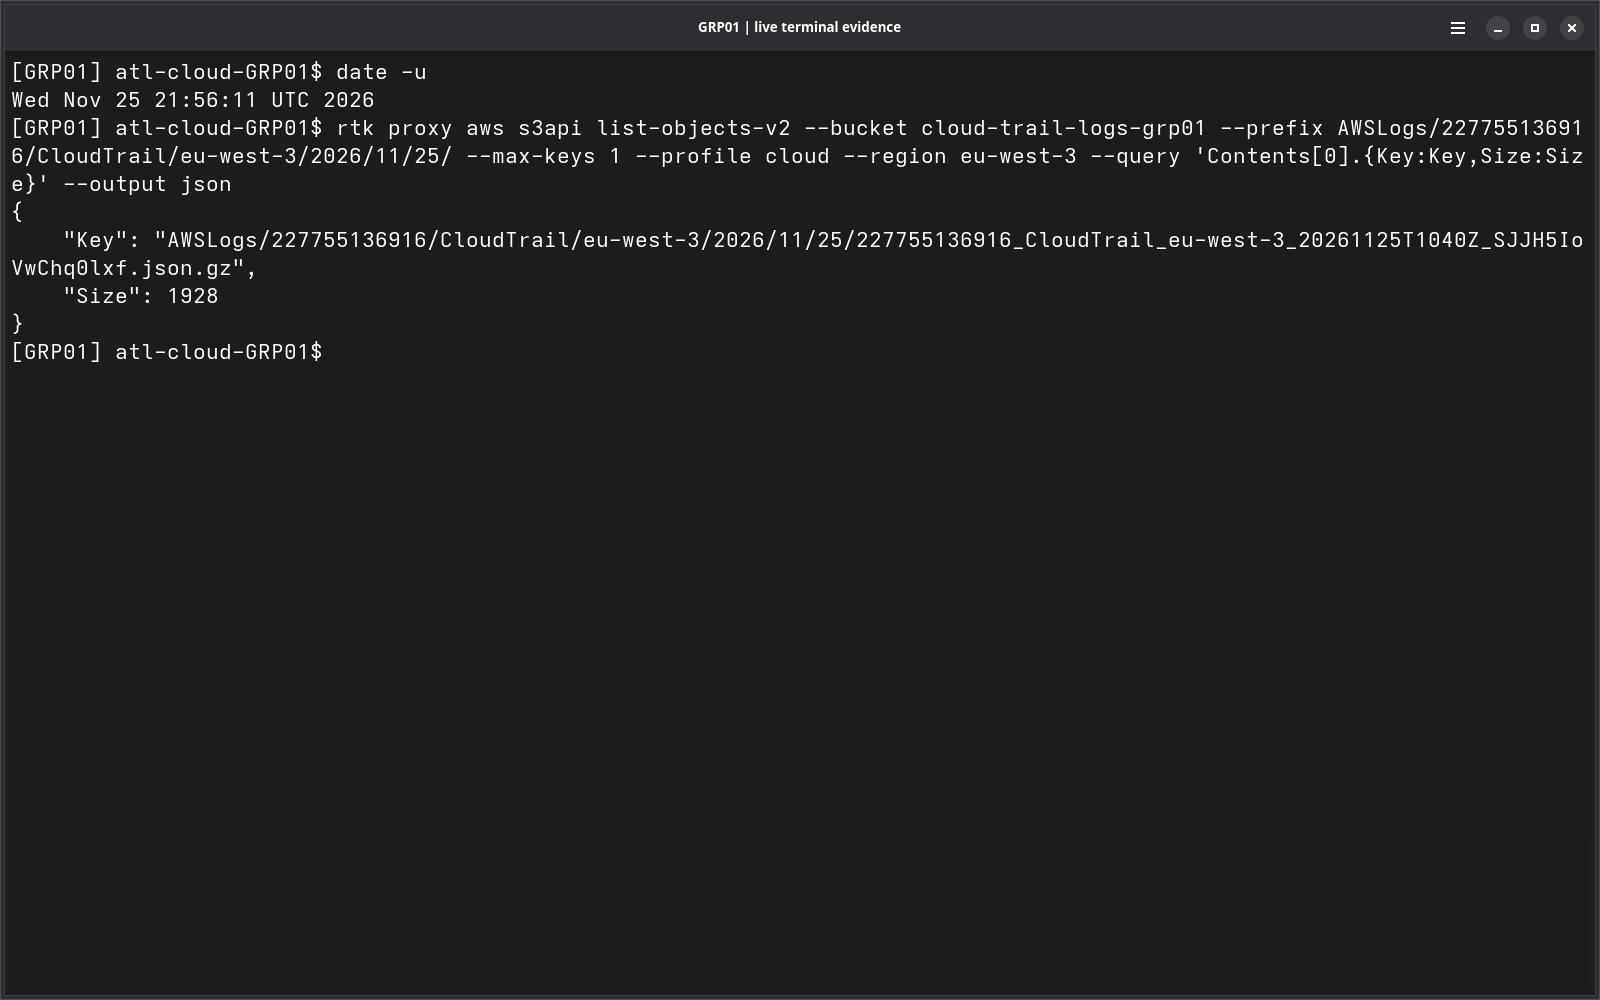 GRP01 | live terminal evidence
[GRP01] atl-cloud-GRP01$ date -u
Wed Nov 25 21:56:11 UTC 2026
[GRP01] atl-cloud-GRP01$ rtk proxy aws s3api list-objects-v2 --bucket cloud-trail-logs-grp01 --prefix AWSLogs/22775513691
6/CloudTrail/eu-west-3/2026/11/25/ --max-keys 1 --profile cloud --region eu-west-3 --query 'Contents[0].{Key:Key,Size:Siz
e}' --output json
{
    "Key": "AWSLogs/227755136916/CloudTrail/eu-west-3/2026/11/25/227755136916_CloudTrail_eu-west-3_20261125T1040Z_SJJH5Io
VwChq0lxf.json.gz",
    "Size": 1928
}
[GRP01] atl-cloud-GRP01$